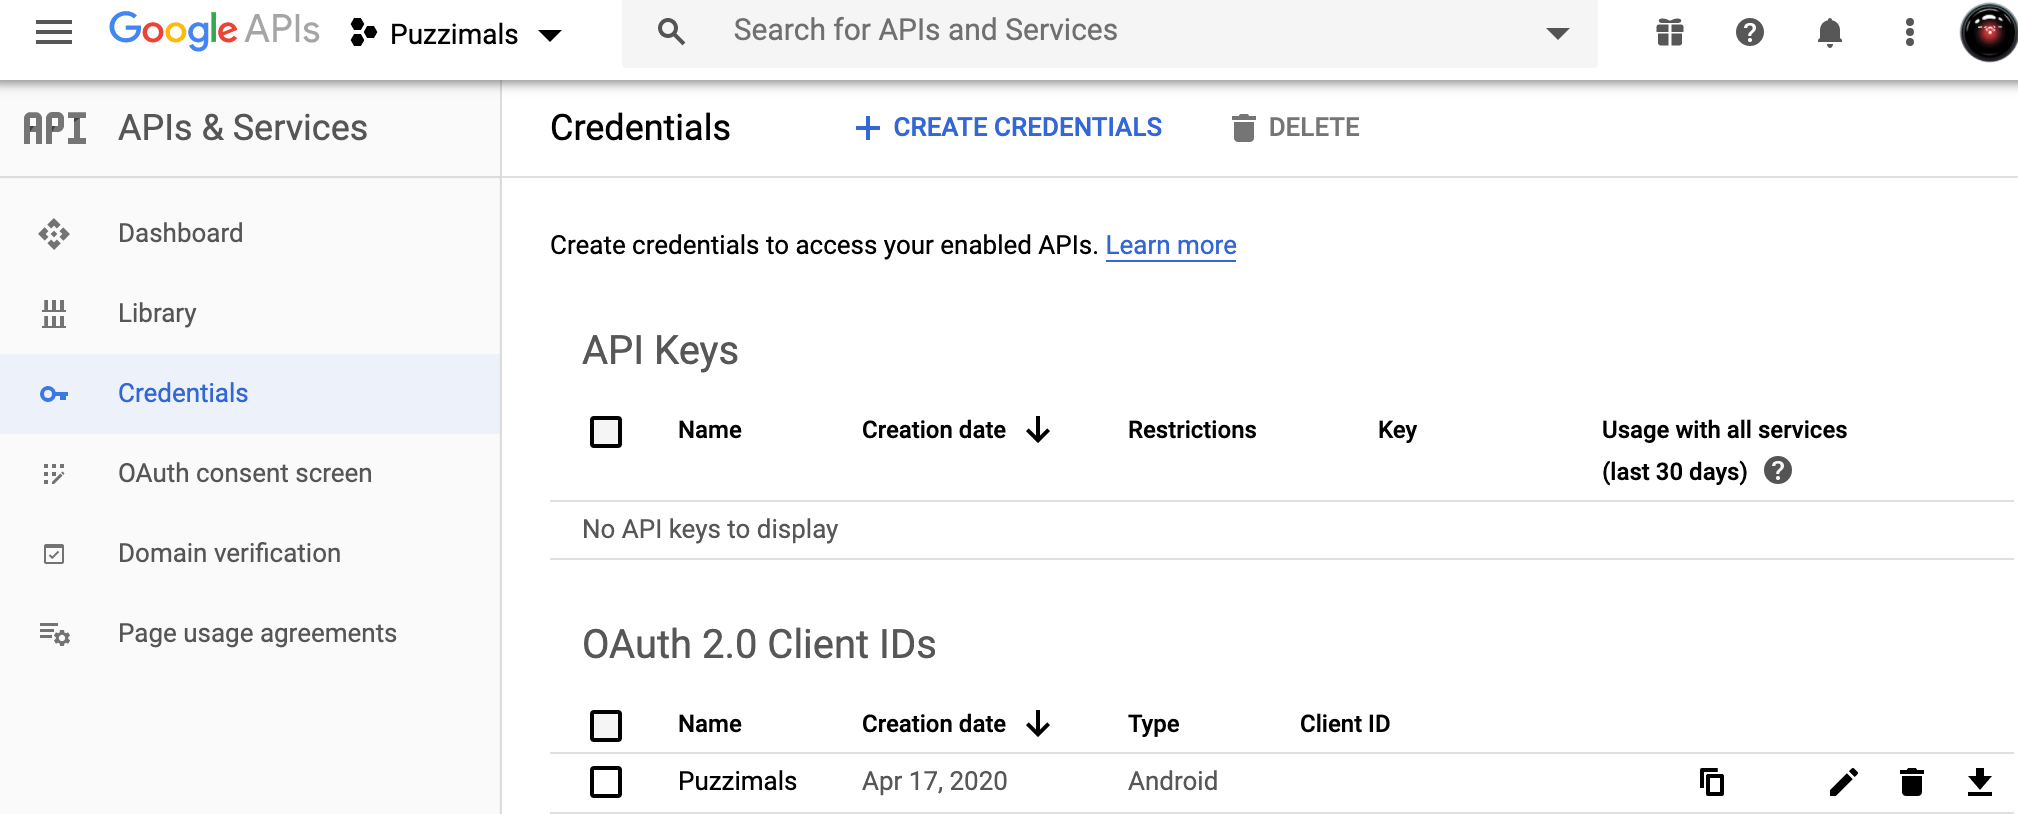 Google APIs Puzzimals Search for APIs and Services
API APIs & Services
Credentials CREATE CREDENTIALS DELETE
Dashboard
Library
Credentials
OAuth consent screen
Domain verification
Page usage agreements
Create credentials to access your enabled APIs. Learn more
API Keys
Name Creation date Restrictions Key Usage with all services
(last 30 days)
No API keys to display
OAuth 2.0 Client IDs
Name Creation date Type Client ID
Puzzimals Apr 17, 2020 Android